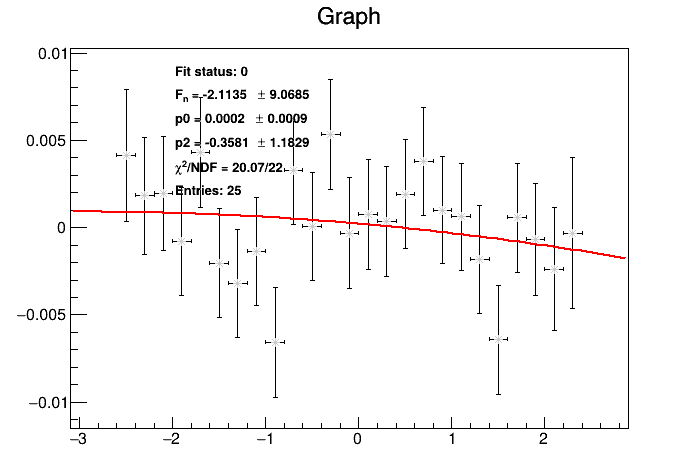 Graph
0.01
Fit status: 0
Fn = -2.1135 ± 9.0685
p0 = 0.0002 ± 0.0009
0.005
p2 = -0.3581 ± 1.1829
χ²/NDF = 20.07/22
Entries: 25
0
−0.005
−0.01
−3 −2 −1 0 1 2